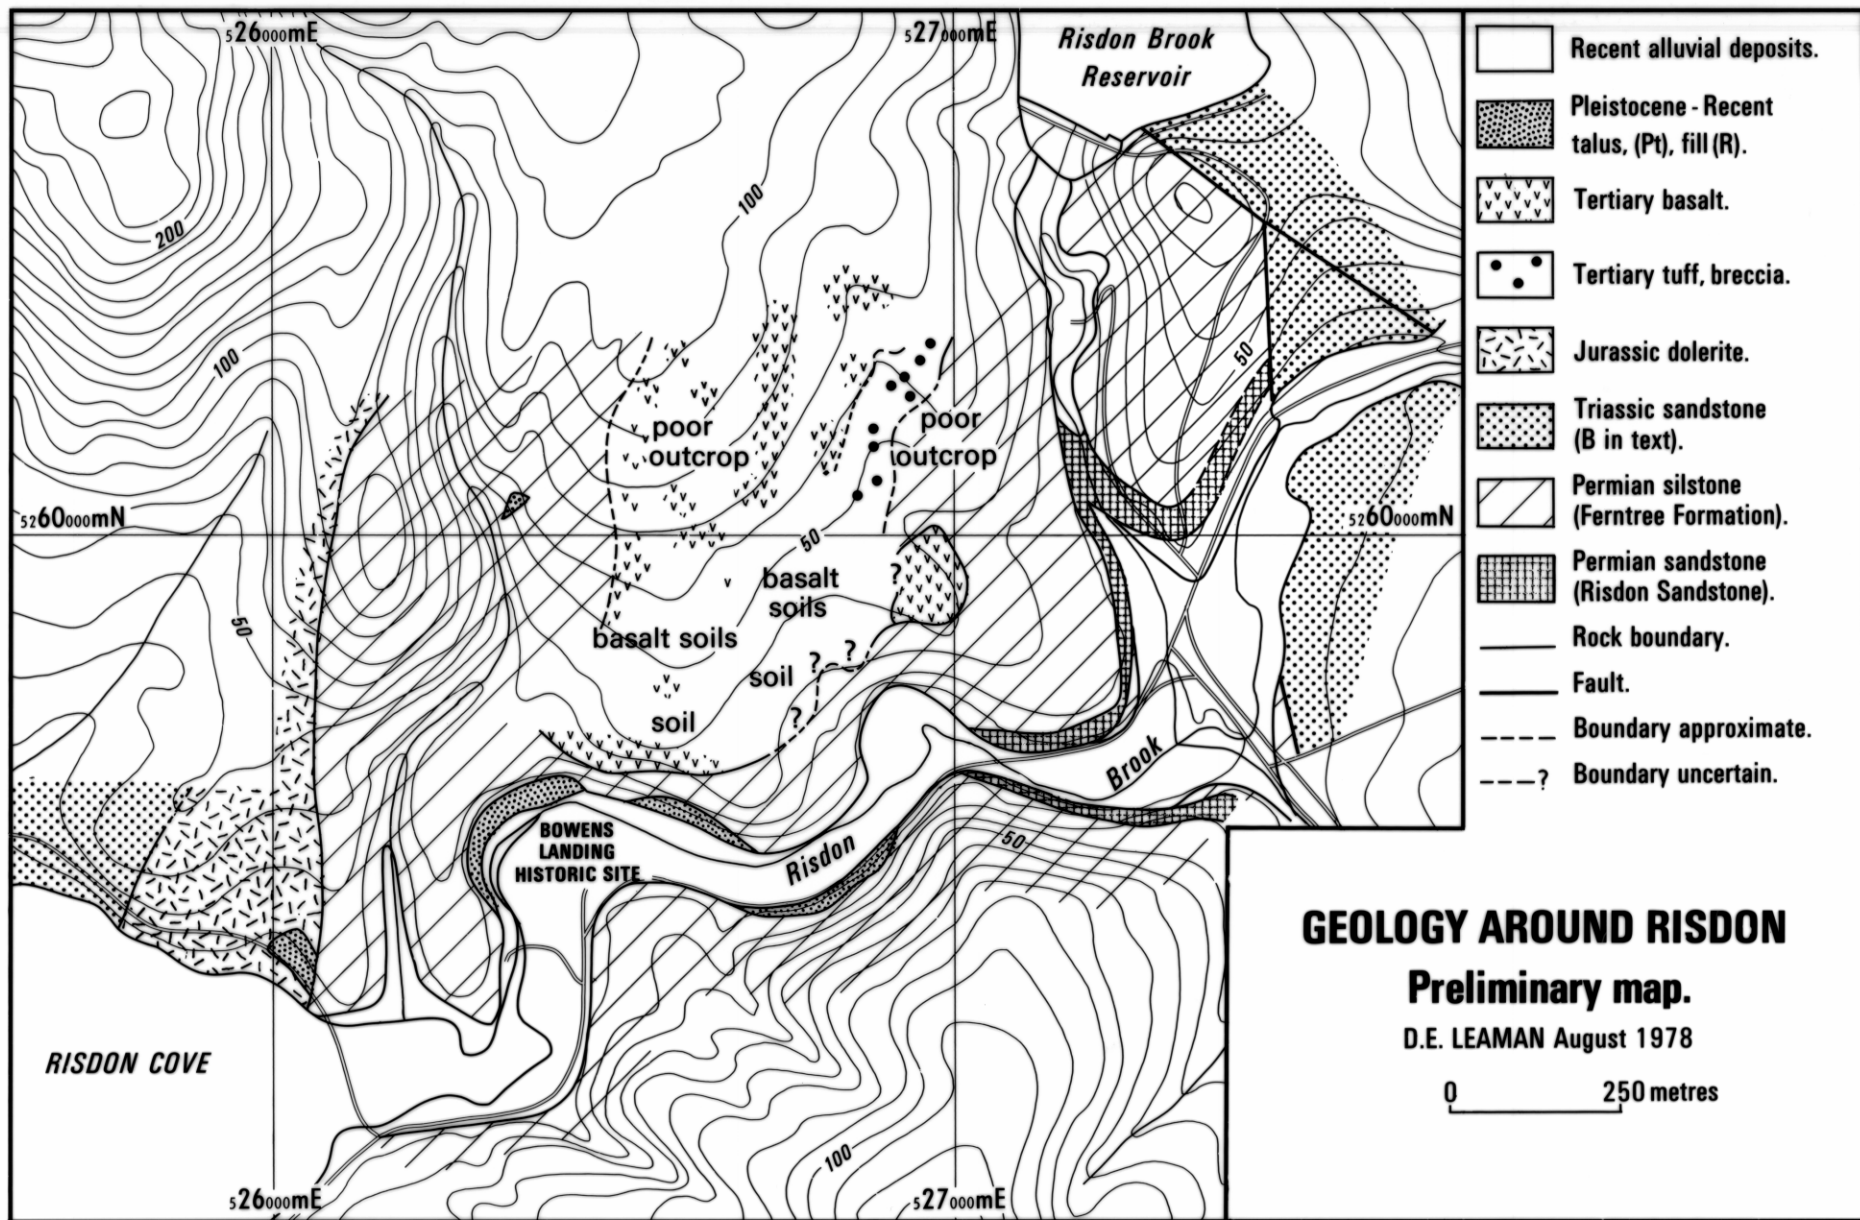 526000mE
527000mE
Risdon Brook
Reservoir
200
100
100
50
poor
outcrop
poor
outcrop
5260000mN
5260000mN
50
?
basalt
soils
50
basalt soils
? ?
soil
?
soil
Brook
BOWENS
LANDING
HISTORIC SITE
Risdon
50
RISDON COVE
100
526000mE
527000mE
Recent alluvial deposits.
Pleistocene - Recent
talus, (Pt), fill (R).
Tertiary basalt.
Tertiary tuff, breccia.
Jurassic dolerite.
Triassic sandstone
(B in text).
Permian silstone
(Ferntree Formation).
Permian sandstone
(Risdon Sandstone).
Rock boundary.
Fault.
Boundary approximate.
?
Boundary uncertain.
GEOLOGY AROUND RISDON
Preliminary map.
D.E. LEAMAN August 1978
0 250 metres